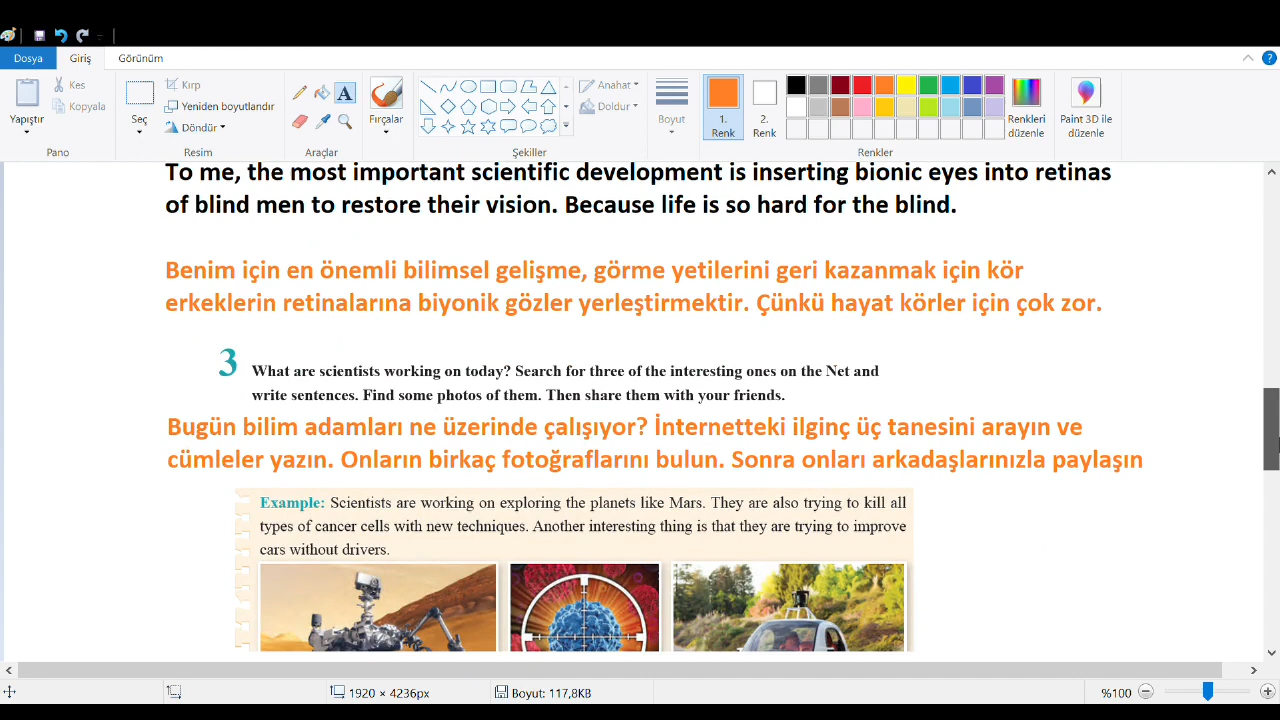 Dosya Giriş Görünüm
Yapıştır
Kes
Kopyala
Pano
Seç
Kırp
Yeniden boyutlandır
Döndür
Resim
A
Araçlar
Fırçalar
Şekiller
Anahat
Doldur
Boyut
1.
Renk
2.
Renk
Renkler
Renkleri
düzenle
Paint 3D ile
düzenle
?
To me, the most important scientific development is inserting bionic eyes into retinas
of blind men to restore their vision. Because life is so hard for the blind.
Benim için en önemli bilimsel gelişme, görme yetilerini geri kazanmak için kör
erkeklerin retinalarına biyonik gözler yerleştirmektir. Çünkü hayat körler için çok zor.
3
What are scientists working on today? Search for three of the interesting ones on the Net and
write sentences. Find some photos of them. Then share them with your friends.
Bugün bilim adamları ne üzerinde çalışıyor? İnternetteki ilginç üç tanesini arayın ve
cümleler yazın. Onların birkaç fotoğraflarını bulun. Sonra onları arkadaşlarınızla paylaşın
Example: Scientists are working on exploring the planets like Mars. They are also trying to kill all
types of cancer cells with new techniques. Another interesting thing is that they are trying to improve
cars without drivers.
1920 × 4236px
Boyut: 117,8KB
%100